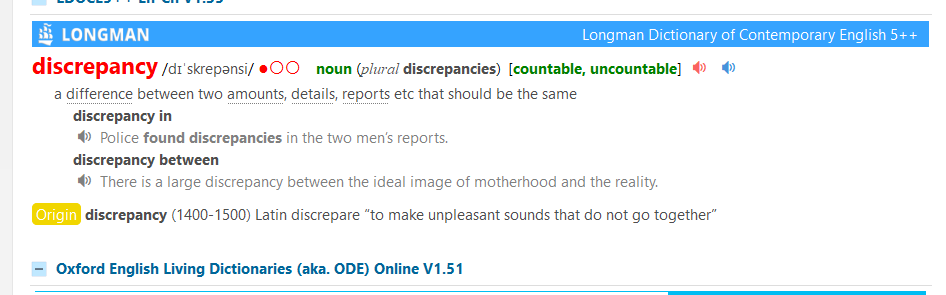 LONGMAN Longman Dictionary of Contemporary English 5++
discrepancy /dɪˈskrepənsi/ ●○○ noun (plural discrepancies) [countable, uncountable]
a difference between two amounts, details, reports etc that should be the same
discrepancy in
Police found discrepancies in the two men’s reports.
discrepancy between
There is a large discrepancy between the ideal image of motherhood and the reality.
Origin discrepancy (1400-1500) Latin discrepare “to make unpleasant sounds that do not go together”
Oxford English Living Dictionaries (aka. ODE) Online V1.51